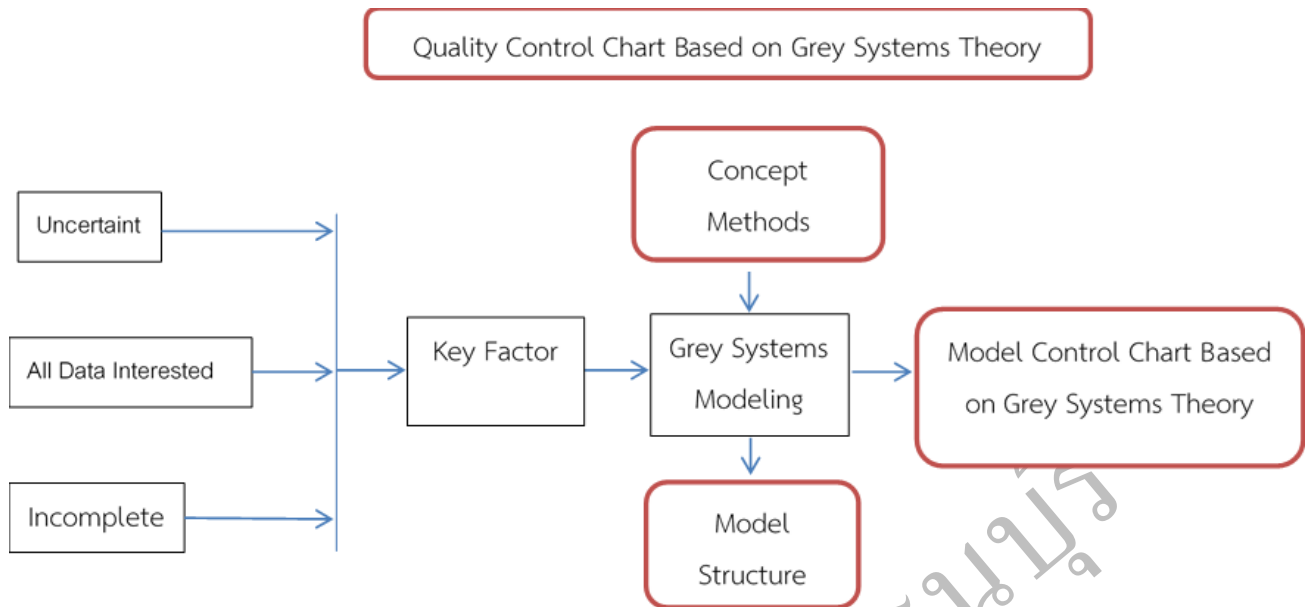 Quality Control Chart Based on Grey Systems Theory
Concept
Methods
Uncertaint
All Data Interested
Incomplete
Key Factor
Grey Systems
Modeling
Model Control Chart Based
on Grey Systems Theory
Model
Structure